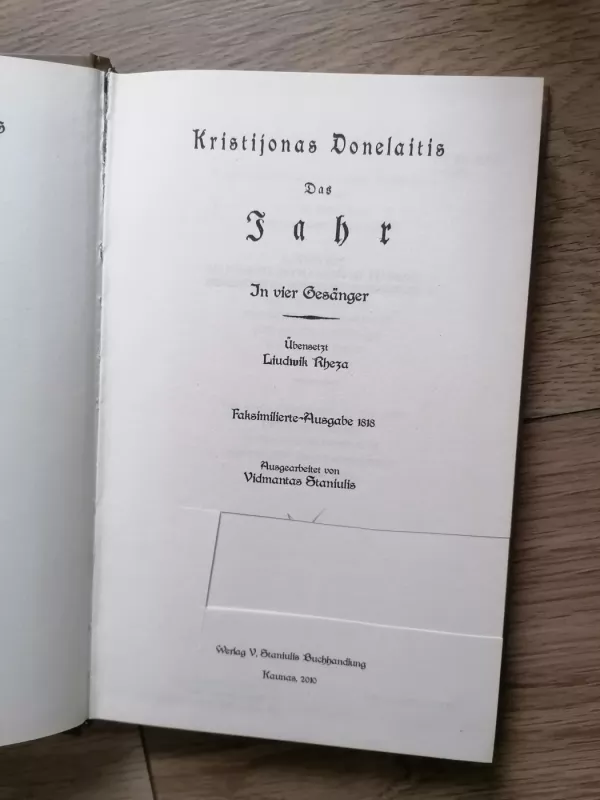 s
Kristijonas Donelaitis
Das
Jahr
In vier Gesänger
Übensetzt
Liudwik Rheza
Faksimilierte-Ausgabe 1818
Ausgearbeitet von
Vidmantas Staniulis
Verlag V. Staniulis Buchhandlung
Kaunas, 2010